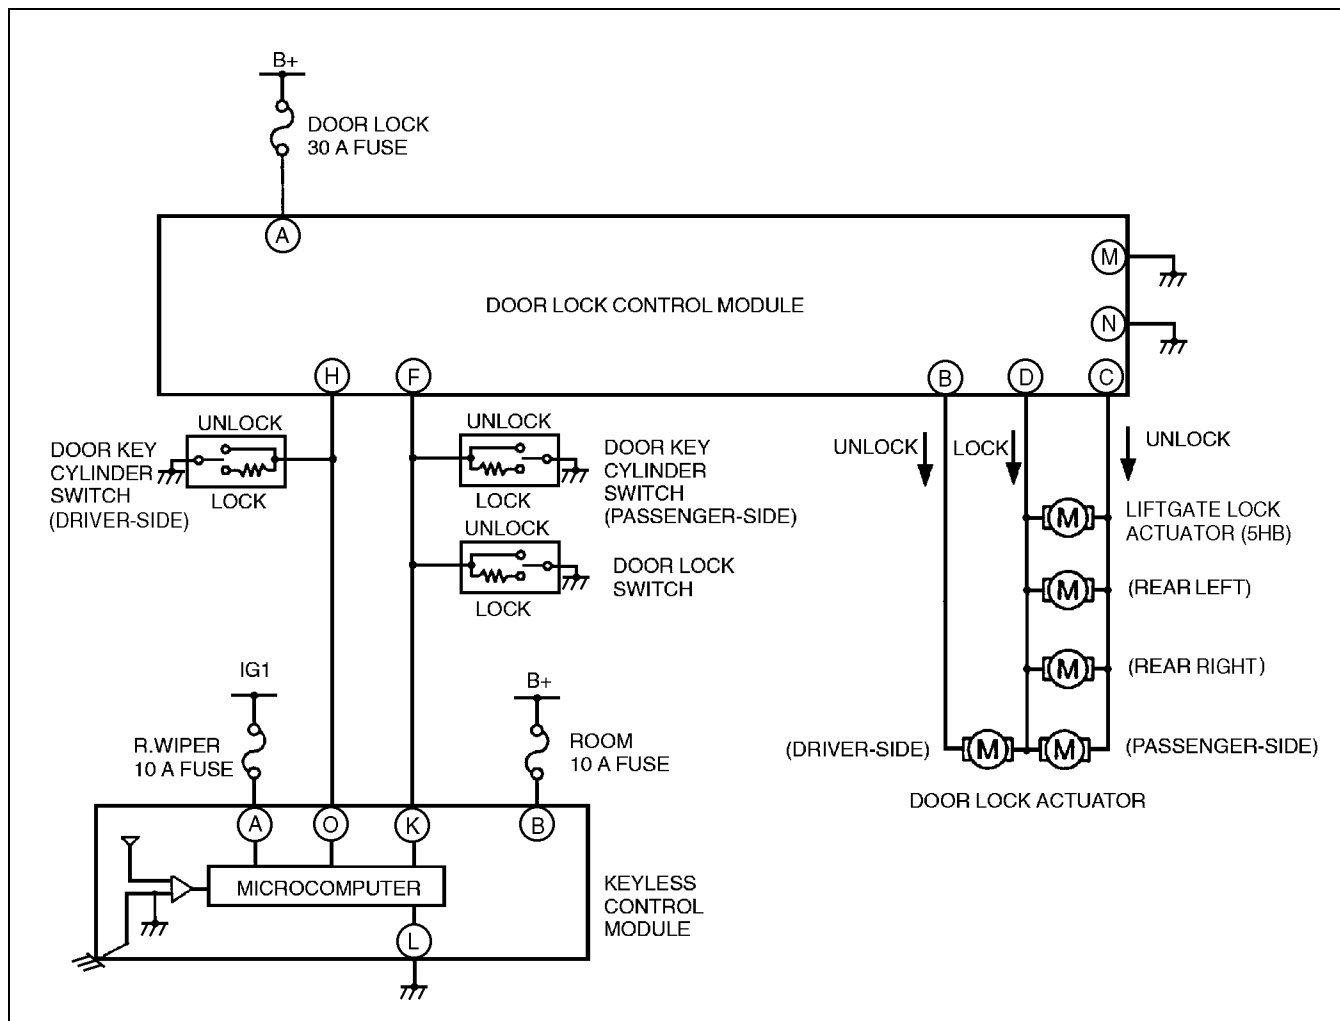 B+
DOOR LOCK
30 A FUSE
A
M
DOOR LOCK CONTROL MODULE
N
H
F
B
D
C
UNLOCK
DOOR KEY
CYLINDER
SWITCH
(DRIVER-SIDE)
LOCK
UNLOCK
DOOR KEY
CYLINDER
SWITCH
(PASSENGER-SIDE)
LOCK
UNLOCK
DOOR LOCK
SWITCH
LOCK
UNLOCK
LOCK
UNLOCK
M
LIFTGATE LOCK
ACTUATOR (5HB)
M
(REAR LEFT)
M
(REAR RIGHT)
(DRIVER-SIDE)
M
M
(PASSENGER-SIDE)
DOOR LOCK ACTUATOR
IG1
R.WIPER
10 A FUSE
B+
ROOM
10 A FUSE
A
O
K
B
MICROCOMPUTER
KEYLESS
CONTROL
MODULE
L